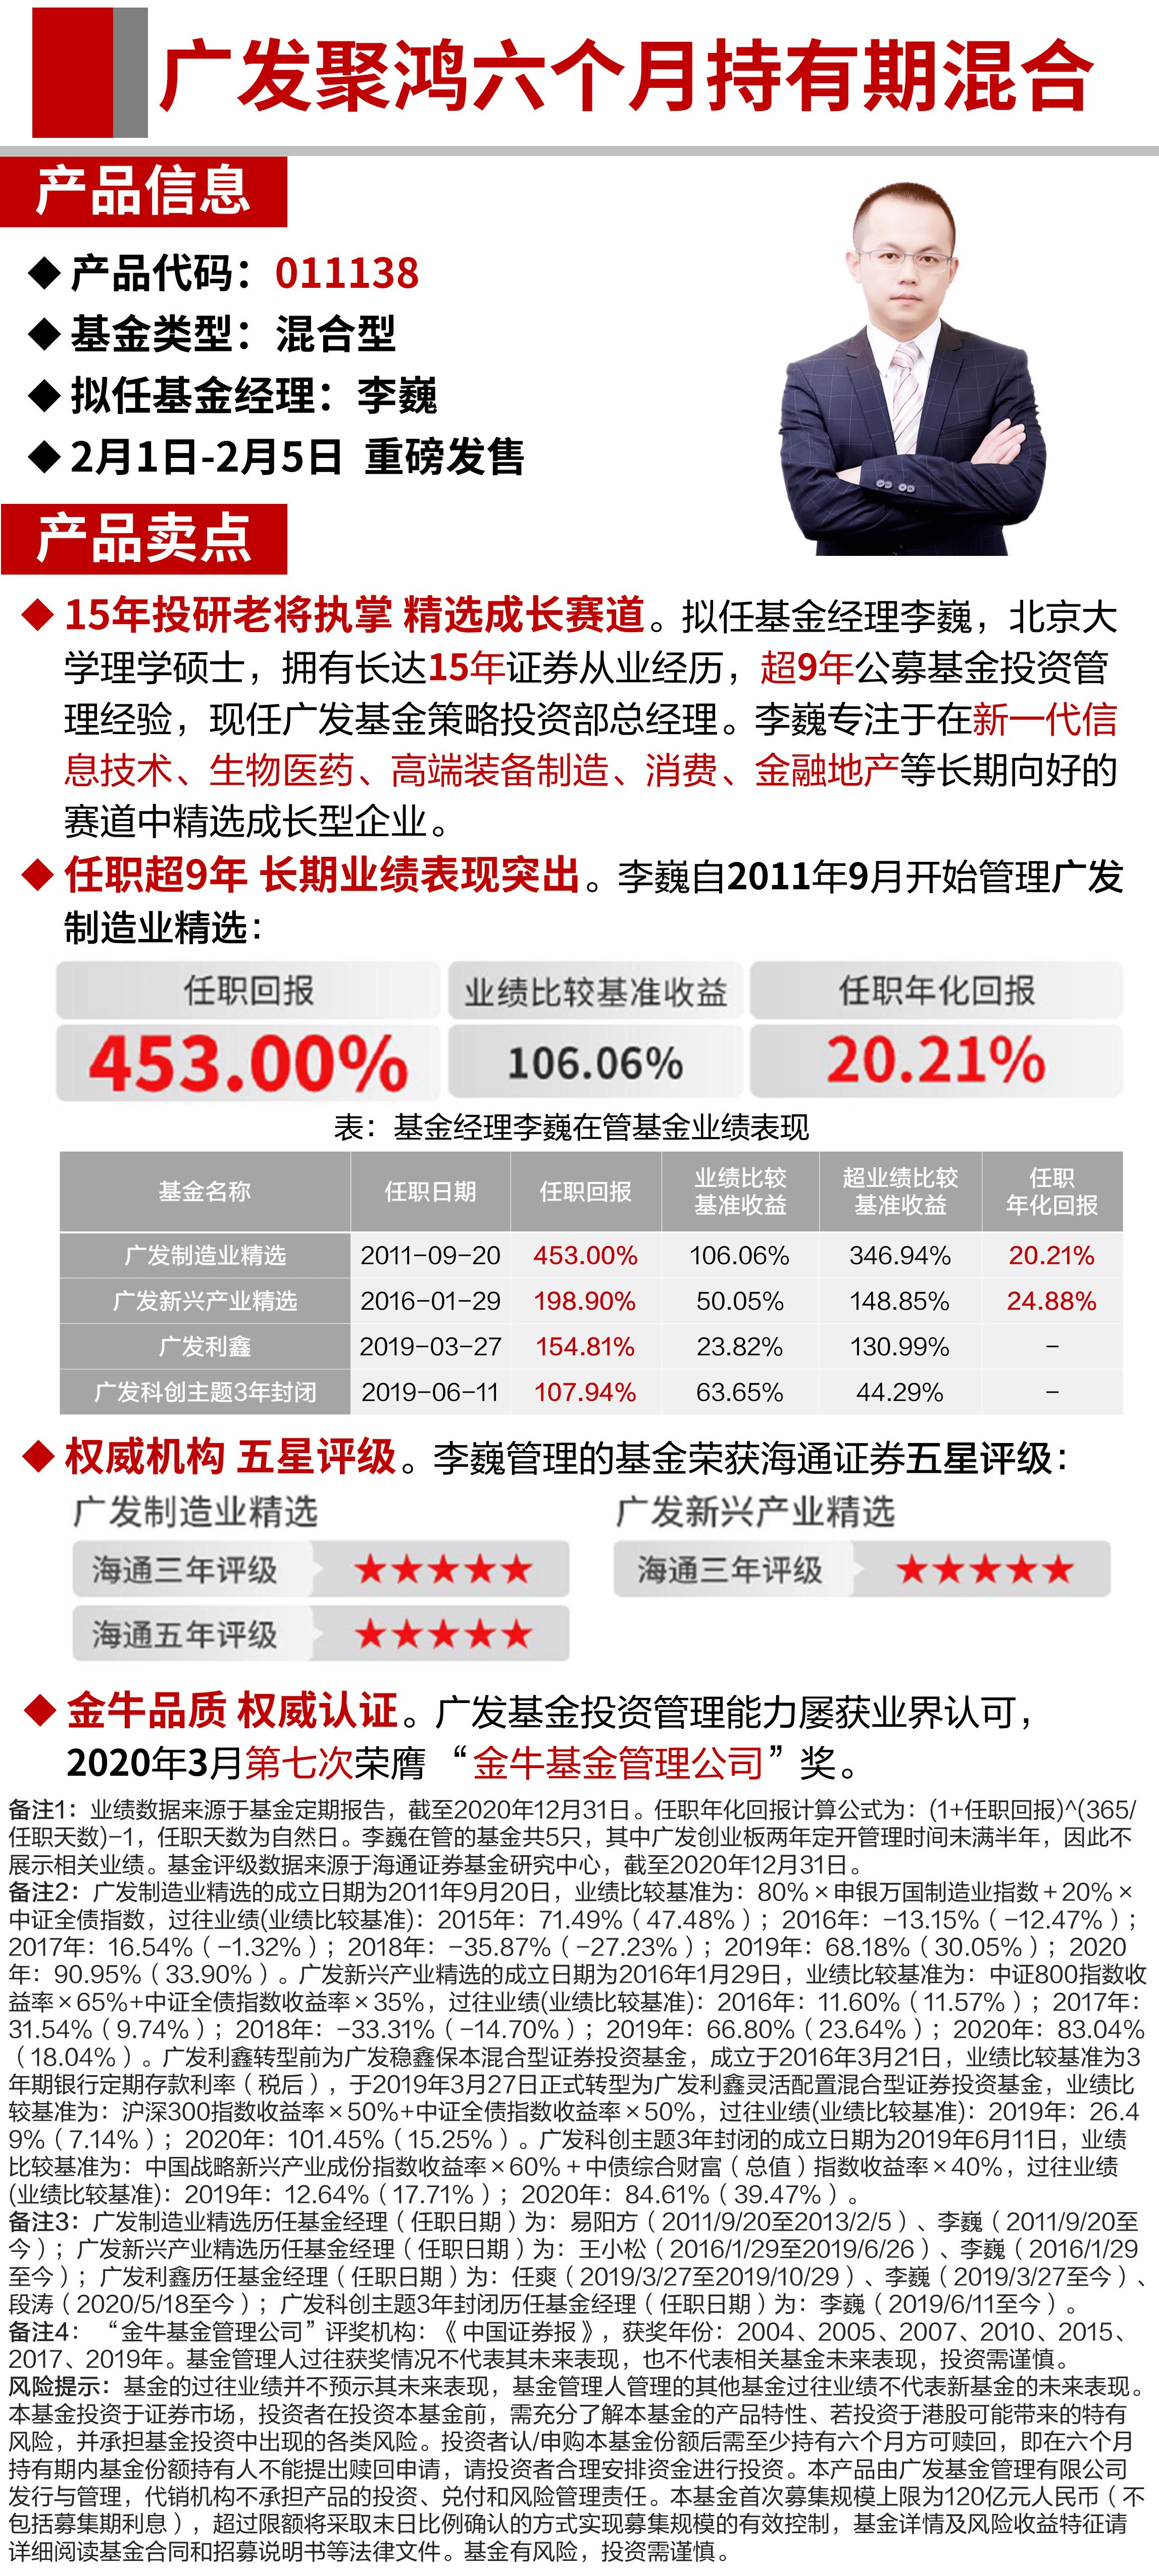 广发聚鸿六个月持有期混合
产品信息
◆产品代码：011138
◆基金类型：混合型
◆拟任基金经理：李巍
◆2月1日-2月5日 重磅发售
产品卖点
◆15年投研老将执掌 精选成长赛道。拟任基金经理李巍，北京大
学理学硕士，拥有长达15年证券从业经历，超9年公募基金投资管
理经验，现任广发基金策略投资部总经理。李巍专注于在新一代信
息技术、生物医药、高端装备制造、消费、金融地产等长期向好的
赛道中精选成长型企业。
◆任职超9年 长期业绩表现突出。李巍自2011年9月开始管理广发
制造业精选：
任职回报 业绩比较基准收益 任职年化回报
453.00% 106.06% 20.21%
表：基金经理李巍在管基金业绩表现
基金名称 任职日期 任职回报 业绩比较基准收益 超业绩比较基准收益 任职年化回报
广发制造业精选 2011-09-20 453.00% 106.06% 346.94% 20.21%
广发新兴产业精选 2016-01-29 198.90% 50.05% 148.85% 24.88%
广发利鑫 2019-03-27 154.81% 23.82% 130.99% -
广发科创主题3年封闭 2019-06-11 107.94% 63.65% 44.29% -
◆权威机构 五星评级。李巍管理的基金荣获海通证券五星评级：
广发制造业精选 广发新兴产业精选
海通三年评级 ★★★★★ 海通三年评级 ★★★★★
海通五年评级 ★★★★★
◆金牛品质 权威认证。广发基金投资管理能力屡获业界认可，
2020年3月第七次荣膺“金牛基金管理公司”奖。
备注1：业绩数据来源于基金定期报告，截至2020年12月31日。任职年化回报计算公式为：(1+任职回报)^(365/
任职天数)-1，任职天数为自然日。李巍在管的基金共5只，其中广发创业板两年定开管理时间未满半年，因此不
展示相关业绩。基金评级数据来源于海通证券基金研究中心，截至2020年12月31日。
备注2：广发制造业精选的成立日期为2011年9月20日，业绩比较基准为：80%×申银万国制造业指数＋20%×
中证全债指数，过往业绩(业绩比较基准)：2015年：71.49%（47.48%）；2016年：-13.15%（-12.47%）；
2017年：16.54%（-1.32%）；2018年：-35.87%（-27.23%）；2019年：68.18%（30.05%）；2020
年：90.95%（33.90%）。广发新兴产业精选的成立日期为2016年1月29日，业绩比较基准为：中证800指数收
益率×65%+中证全债指数收益率×35%，过往业绩(业绩比较基准)：2016年：11.60%（11.57%）；2017年：
31.54%（9.74%）；2018年：-33.31%（-14.70%）；2019年：66.80%（23.64%）；2020年：83.04%
（18.04%）。广发利鑫转型前为广发稳鑫保本混合型证券投资基金，成立于2016年3月21日，业绩比较基准为3
年期银行定期存款利率（税后），于2019年3月27日正式转型为广发利鑫灵活配置混合型证券投资基金，业绩比
较基准为：沪深300指数收益率×50%+中证全债指数收益率×50%，过往业绩(业绩比较基准)：2019年：26.4
9%（7.14%）；2020年：101.45%（15.25%）。广发科创主题3年封闭的成立日期为2019年6月11日，业绩
比较基准为：中国战略新兴产业成份指数收益率×60%＋中债综合财富（总值）指数收益率×40%，过往业绩
(业绩比较基准)：2019年：12.64%（17.71%）；2020年：84.61%（39.47%）。
备注3：广发制造业精选历任基金经理（任职日期）为：易阳方（2011/9/20至2013/2/5）、李巍（2011/9/20至
今）；广发新兴产业精选历任基金经理（任职日期）为：王小松（2016/1/29至2019/6/26）、李巍（2016/1/29
至今）；广发利鑫历任基金经理（任职日期）为：任爽（2019/3/27至2019/10/29）、李巍（2019/3/27至今）、
段涛（2020/5/18至今）；广发科创主题3年封闭历任基金经理（任职日期）为：李巍（2019/6/11至今）。
备注4：“金牛基金管理公司”评奖机构：《中国证券报》，获奖年份：2004、2005、2007、2010、2015、
2017、2019年。基金管理人过往获奖情况不代表其未来表现，也不代表相关基金未来表现，投资需谨慎。
风险提示：基金的过往业绩并不预示其未来表现，基金管理人管理的其他基金过往业绩不代表新基金的未来表现。
本基金投资于证券市场，投资者在投资本基金前，需充分了解本基金的产品特性、若投资于港股可能带来的特有
风险，并承担基金投资中出现的各类风险。投资者认/申购本基金份额后需至少持有六个月方可赎回，即在六个月
持有期内基金份额持有人不能提出赎回申请，请投资者合理安排资金进行投资。本产品由广发基金管理有限公司
发行与管理，代销机构不承担产品的投资、兑付和风险管理责任。本基金首次募集规模上限为120亿元人民币（不
包括募集期利息），超过限额将采取末日比例确认的方式实现募集规模的有效控制，基金详情及风险收益特征请
详细阅读基金合同和招募说明书等法律文件。基金有风险，投资需谨慎。